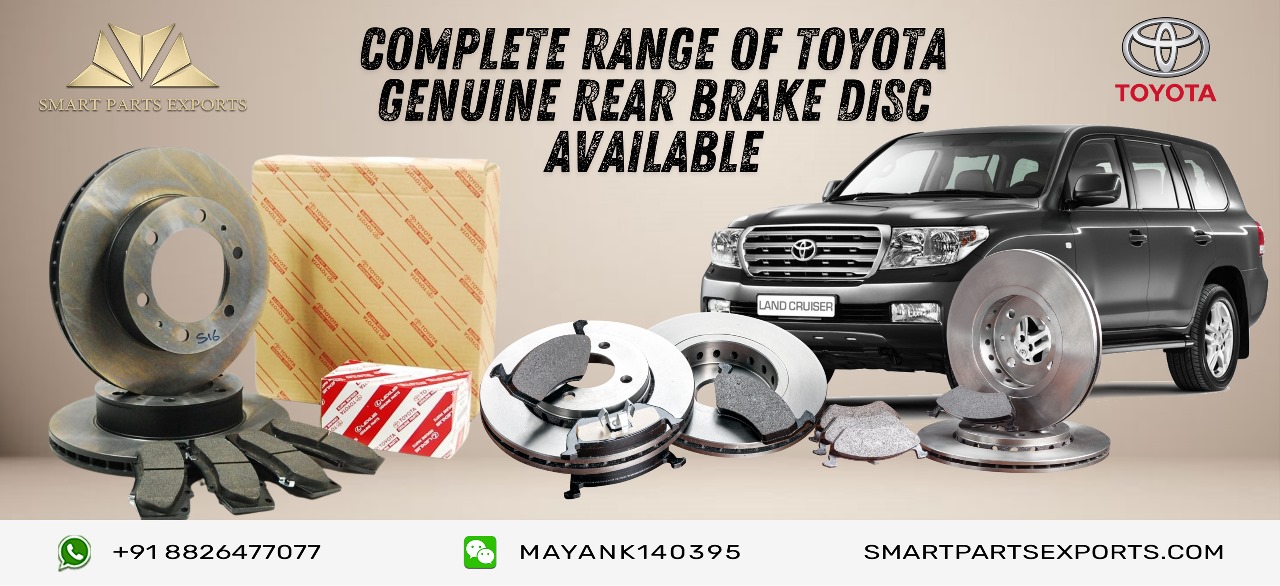 SMART PARTS EXPORTS
COMPLETE RANGE OF TOYOTA
GENUINE REAR BRAKE DISC
AVAILABLE
TOYOTA
LAND CRUISER
S16
+91 8826477077
MAYANK140395
SMARTPARTSEXPORTS.COM